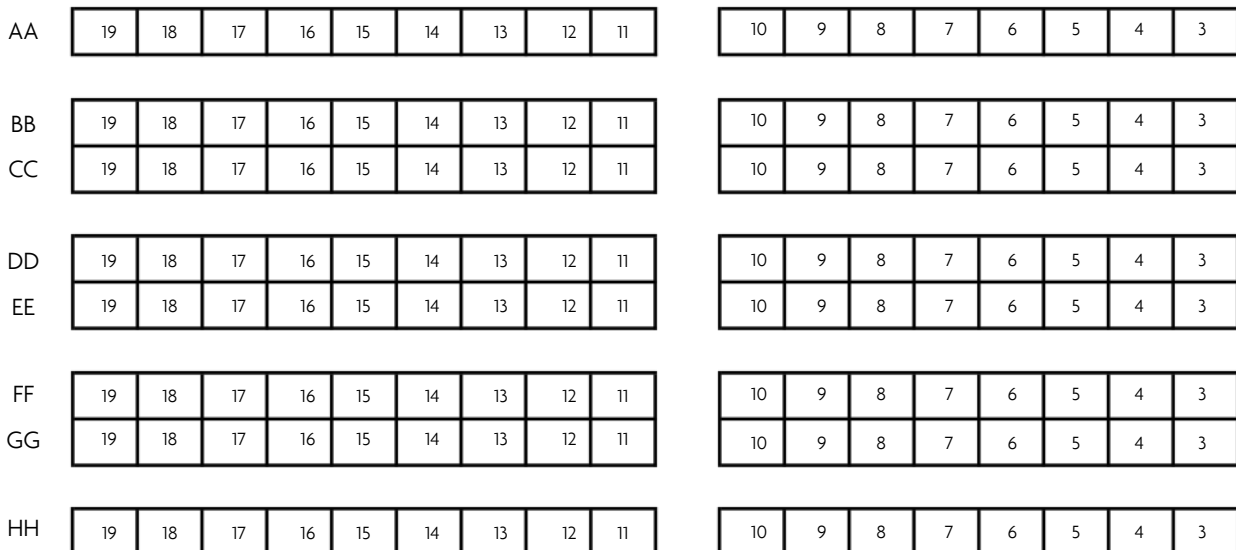 AA 19 18 17 16 15 14 13 12 11 10 9 8 7 6 5 4 3
BB 19 18 17 16 15 14 13 12 11 10 9 8 7 6 5 4 3
CC 19 18 17 16 15 14 13 12 11 10 9 8 7 6 5 4 3
DD 19 18 17 16 15 14 13 12 11 10 9 8 7 6 5 4 3
EE 19 18 17 16 15 14 13 12 11 10 9 8 7 6 5 4 3
FF 19 18 17 16 15 14 13 12 11 10 9 8 7 6 5 4 3
GG 19 18 17 16 15 14 13 12 11 10 9 8 7 6 5 4 3
HH 19 18 17 16 15 14 13 12 11 10 9 8 7 6 5 4 3